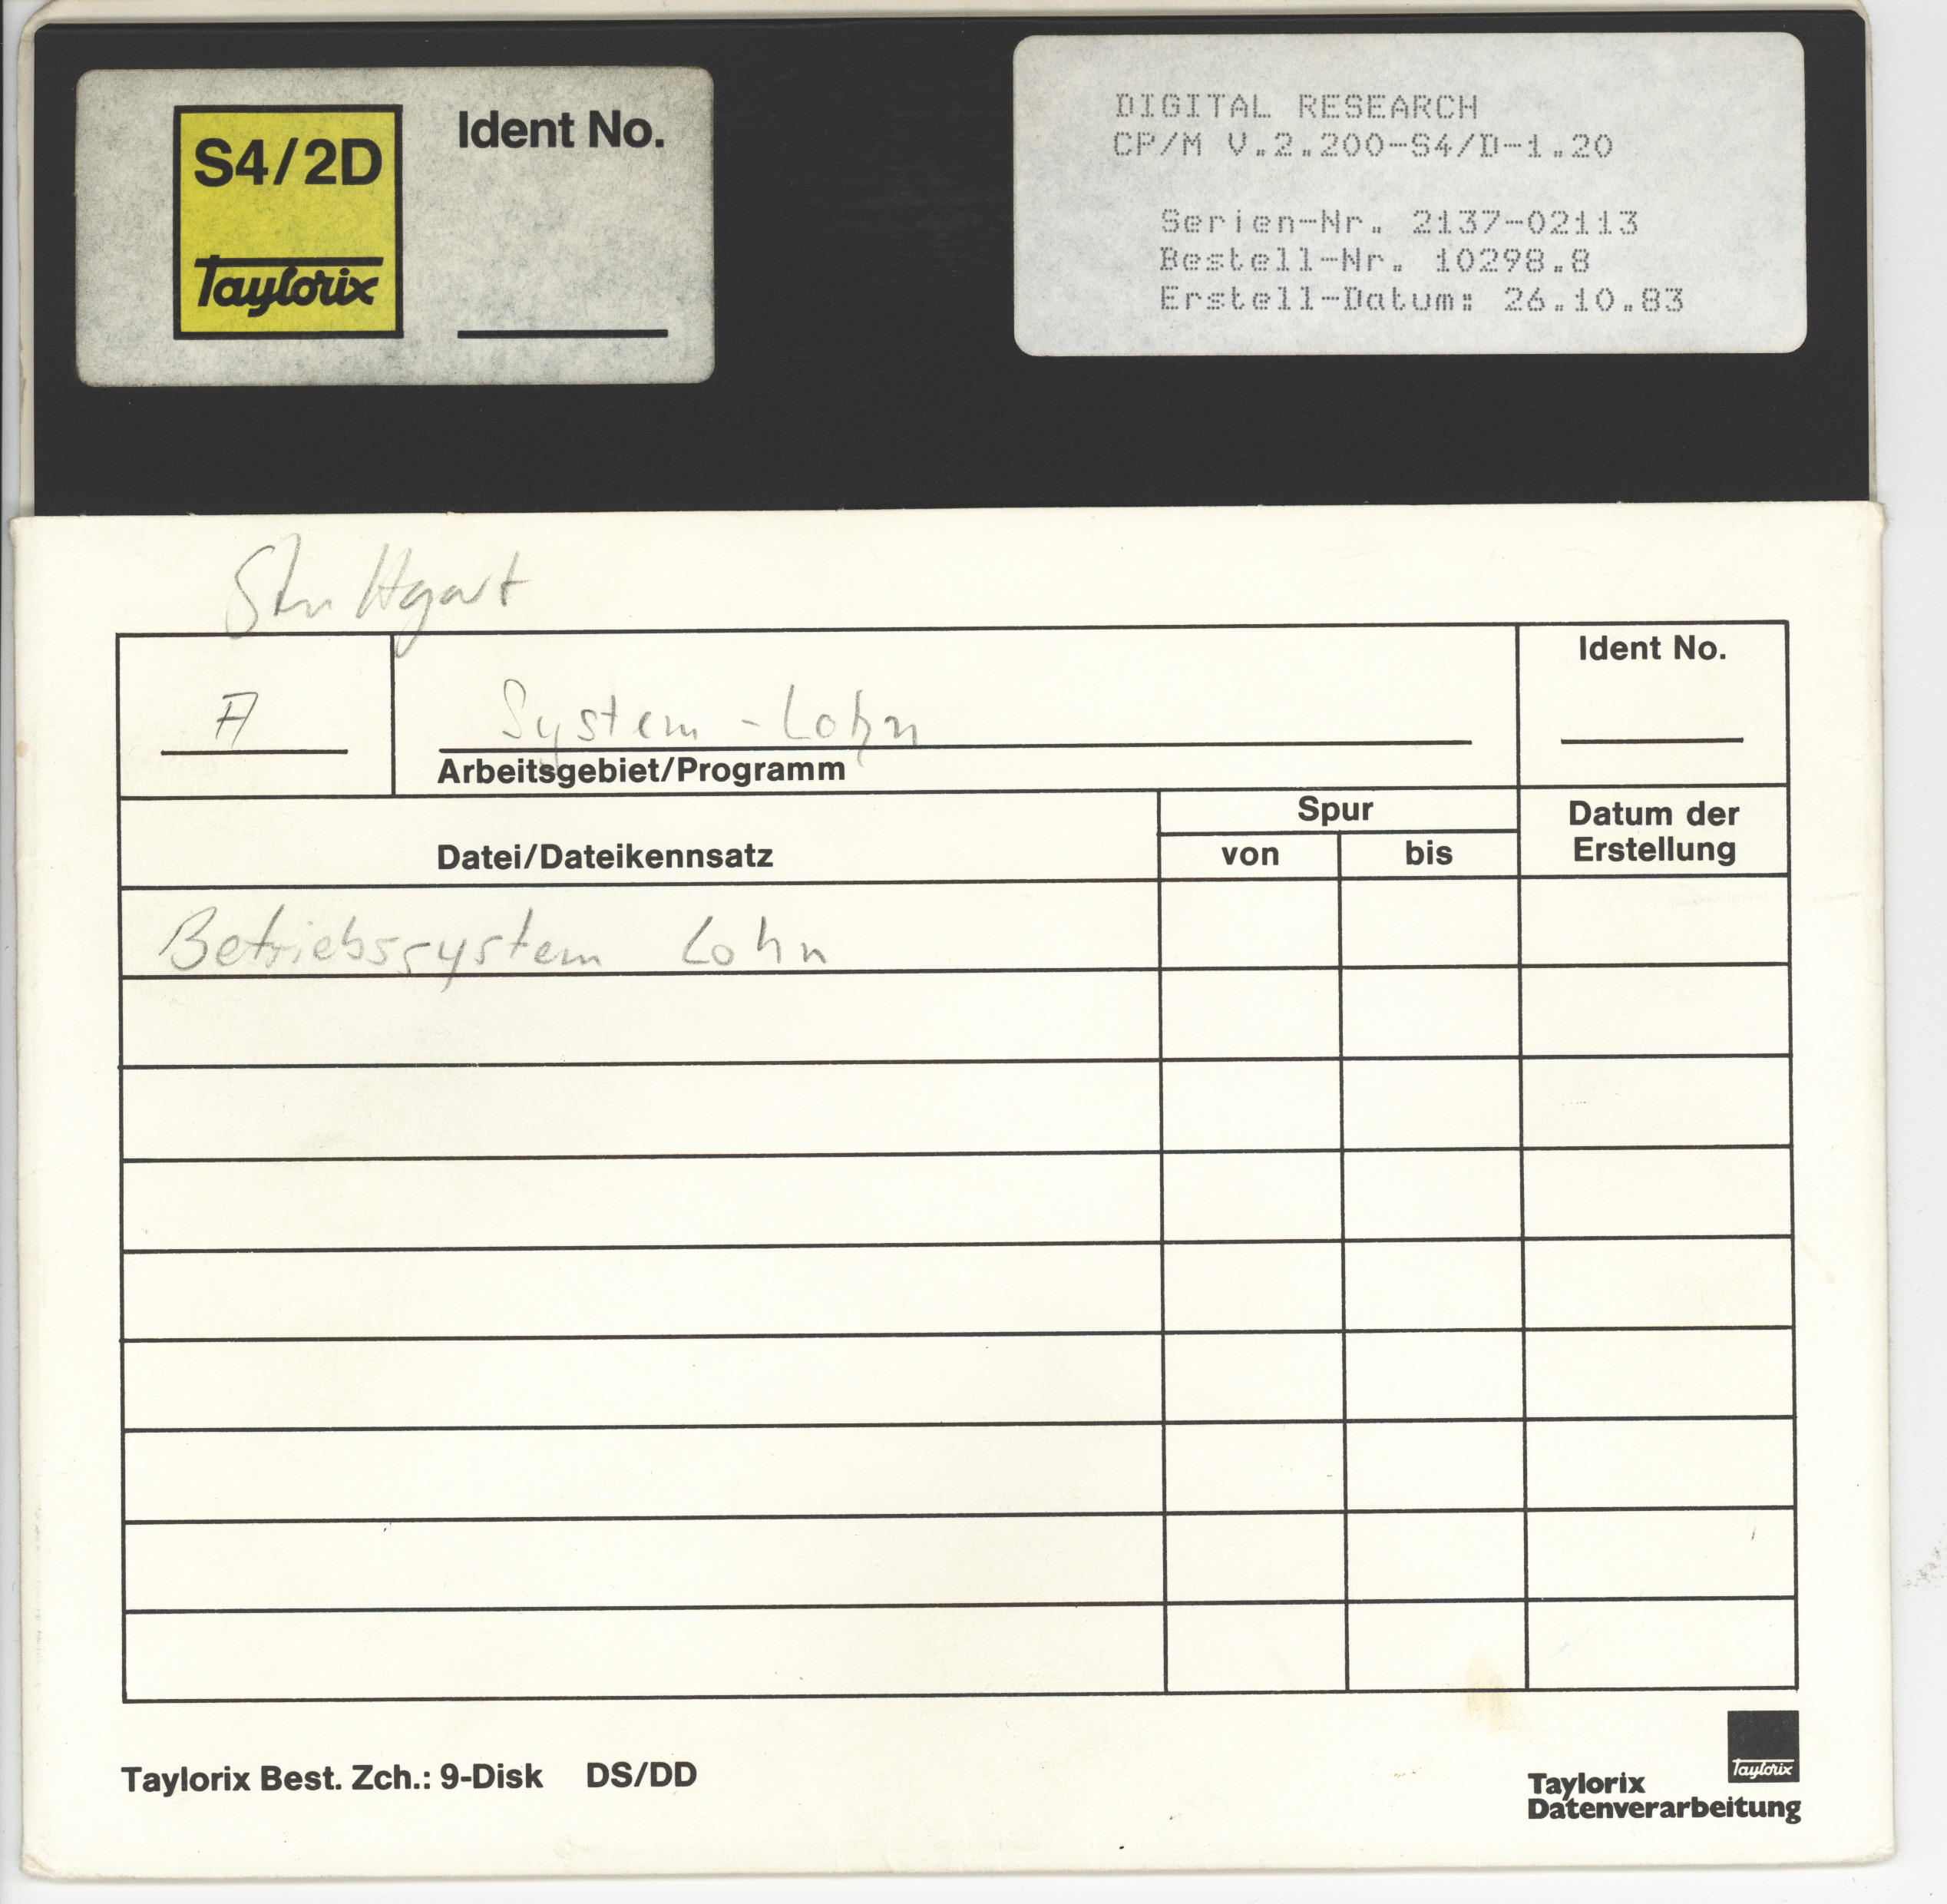 S4/2D
Taylorix
Ident No.
DIGITAL RESEARCH
CP/M V.2.200-S4/D-1.20
Serien-Nr. 2137-02113
Bestell-Nr. 10298.8
Erstell-Datum: 26.10.83
Stuttgart
A
System - Lohn
Arbeitsgebiet/Programm
Ident No.
Datei/Dateikennsatz
Spur
von
bis
Datum der
Erstellung
Betriebssystem Lohn
Taylorix Best. Zch.: 9-Disk DS/DD
Taylorix
Taylorix
Datenverarbeitung